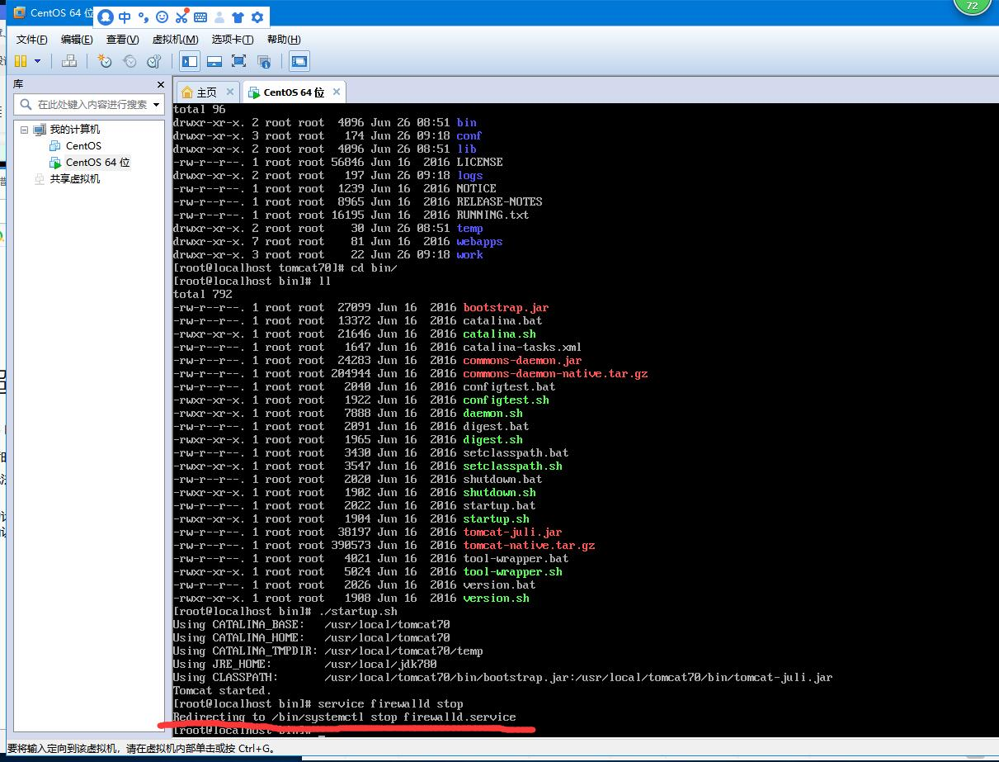 CentOS 64 位
中
72
文件(F) 编辑(E) 查看(V) 虚拟机(M) 选项卡(T) 帮助(H)
库
在此处键入内容进行搜索
我的计算机
CentOS
CentOS 64 位
共享虚拟机
主页 CentOS 64 位
total 96
drwxr-xr-x. 2 root root  4096 Jun 26 08:51 bin
drwxr-xr-x. 3 root root   174 Jun 26 09:18 conf
drwxr-xr-x. 2 root root  4096 Jun 26 08:51 lib
-rw-r--r--. 1 root root 56846 Jun 16  2016 LICENSE
drwxr-xr-x. 2 root root   197 Jun 26 09:18 logs
-rw-r--r--. 1 root root  1239 Jun 16  2016 NOTICE
-rw-r--r--. 1 root root  8965 Jun 16  2016 RELEASE-NOTES
-rw-r--r--. 1 root root 16195 Jun 16  2016 RUNNING.txt
drwxr-xr-x. 2 root root    30 Jun 26 08:51 temp
drwxr-xr-x. 7 root root    81 Jun 16  2016 webapps
drwxr-xr-x. 3 root root    22 Jun 26 09:18 work
[root@localhost tomcat70]# cd bin/
[root@localhost bin]# ll
total 792
-rw-r--r--. 1 root root  27099 Jun 16  2016 bootstrap.jar
-rw-r--r--. 1 root root  13372 Jun 16  2016 catalina.bat
-rwxr-xr-x. 1 root root  21646 Jun 16  2016 catalina.sh
-rw-r--r--. 1 root root   1647 Jun 16  2016 catalina-tasks.xml
-rw-r--r--. 1 root root  24283 Jun 16  2016 commons-daemon.jar
-rw-r--r--. 1 root root 204944 Jun 16  2016 commons-daemon-native.tar.gz
-rw-r--r--. 1 root root   2040 Jun 16  2016 configtest.bat
-rwxr-xr-x. 1 root root   1922 Jun 16  2016 configtest.sh
-rwxr-xr-x. 1 root root   7888 Jun 16  2016 daemon.sh
-rw-r--r--. 1 root root   2091 Jun 16  2016 digest.bat
-rwxr-xr-x. 1 root root   1965 Jun 16  2016 digest.sh
-rw-r--r--. 1 root root   3430 Jun 16  2016 setclasspath.bat
-rwxr-xr-x. 1 root root   3547 Jun 16  2016 setclasspath.sh
-rw-r--r--. 1 root root   2020 Jun 16  2016 shutdown.bat
-rwxr-xr-x. 1 root root   1902 Jun 16  2016 shutdown.sh
-rw-r--r--. 1 root root   2022 Jun 16  2016 startup.bat
-rwxr-xr-x. 1 root root   1904 Jun 16  2016 startup.sh
-rw-r--r--. 1 root root  38197 Jun 16  2016 tomcat-juli.jar
-rw-r--r--. 1 root root 390573 Jun 16  2016 tomcat-native.tar.gz
-rw-r--r--. 1 root root   4021 Jun 16  2016 tool-wrapper.bat
-rwxr-xr-x. 1 root root   5024 Jun 16  2016 tool-wrapper.sh
-rw-r--r--. 1 root root   2026 Jun 16  2016 version.bat
-rwxr-xr-x. 1 root root   1908 Jun 16  2016 version.sh
[root@localhost bin]# ./startup.sh
Using CATALINA_BASE:   /usr/local/tomcat70
Using CATALINA_HOME:   /usr/local/tomcat70
Using CATALINA_TMPDIR: /usr/local/tomcat70/temp
Using JRE_HOME:        /usr/local/jdk780
Using CLASSPATH:       /usr/local/tomcat70/bin/bootstrap.jar:/usr/local/tomcat70/bin/tomcat-juli.jar
Tomcat started.
[root@localhost bin]# service firewalld stop
Redirecting to /bin/systemctl stop firewalld.service
[root@localhost bin]#
要将输入定向到该虚拟机，请在虚拟机内部单击或按 Ctrl+G。